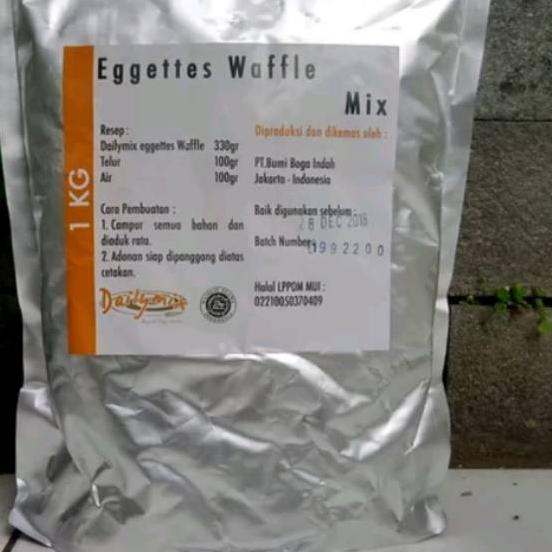 Eggettes Waffle
Mix
1 KG
Resep :
Dailymix eggettes Waffle 330gr
Telur 100gr
Air 100gr
Cara Pembuatan :
1. Campur semua bahan dan
diaduk rata.
2. Adonan siap dipanggang diatas
cetakan.
Dailymix
Diproduksi dan dikemas oleh :
PT.Bumi Boga Indah
Jakarta - Indonesia
Baik digunakan sebelum :
28 DEC 2018
Batch Number :
1992200
Halal LPPOM MUI :
02210050370409